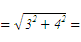 = √(3² + 4²) =